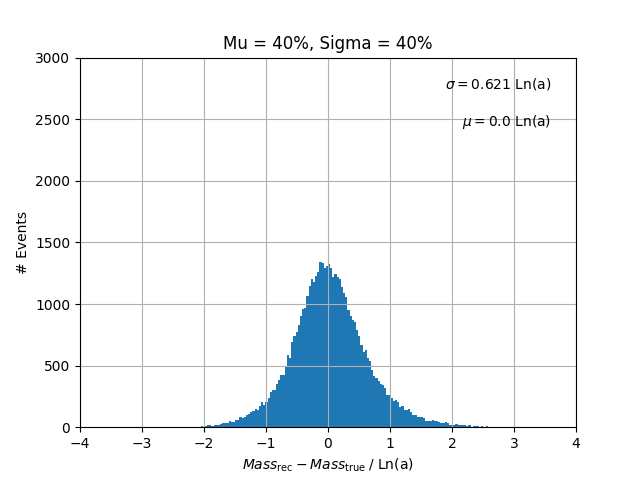 Mu = 40%, Sigma = 40%
3000
2500
2000
1500
1000
500
0
# Events
σ = 0.621 Ln(a)
μ = 0.0 Ln(a)
−4 −3 −2 −1 0 1 2 3 4
Mass_rec − Mass_true / Ln(a)